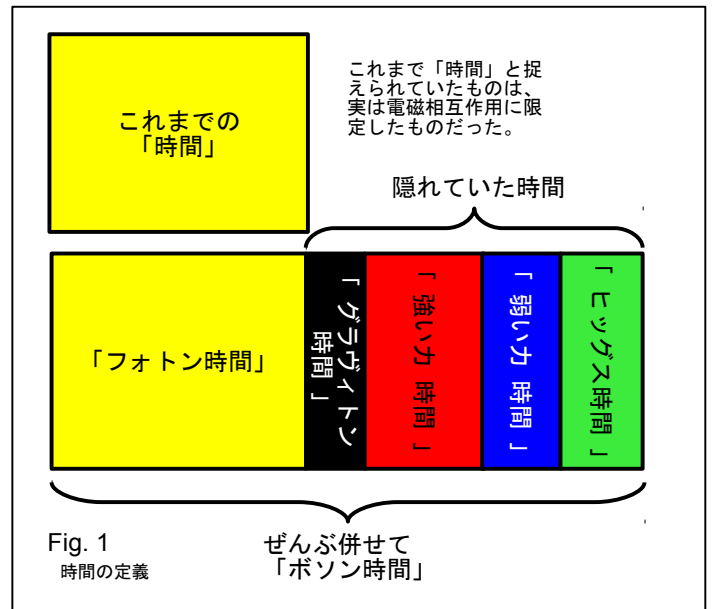 これまでの
「時間」
これまで「時間」と捉
えられていたものは、
実は電磁相互作用に限
定したものだった。
隠れていた時間
「フォトン時間」
「グラヴィトン
時間」
「強い力 時間」
「弱い力 時間」
「ヒッグス時間」
Fig. 1
時間の定義
ぜんぶ併せて
「ボソン時間」